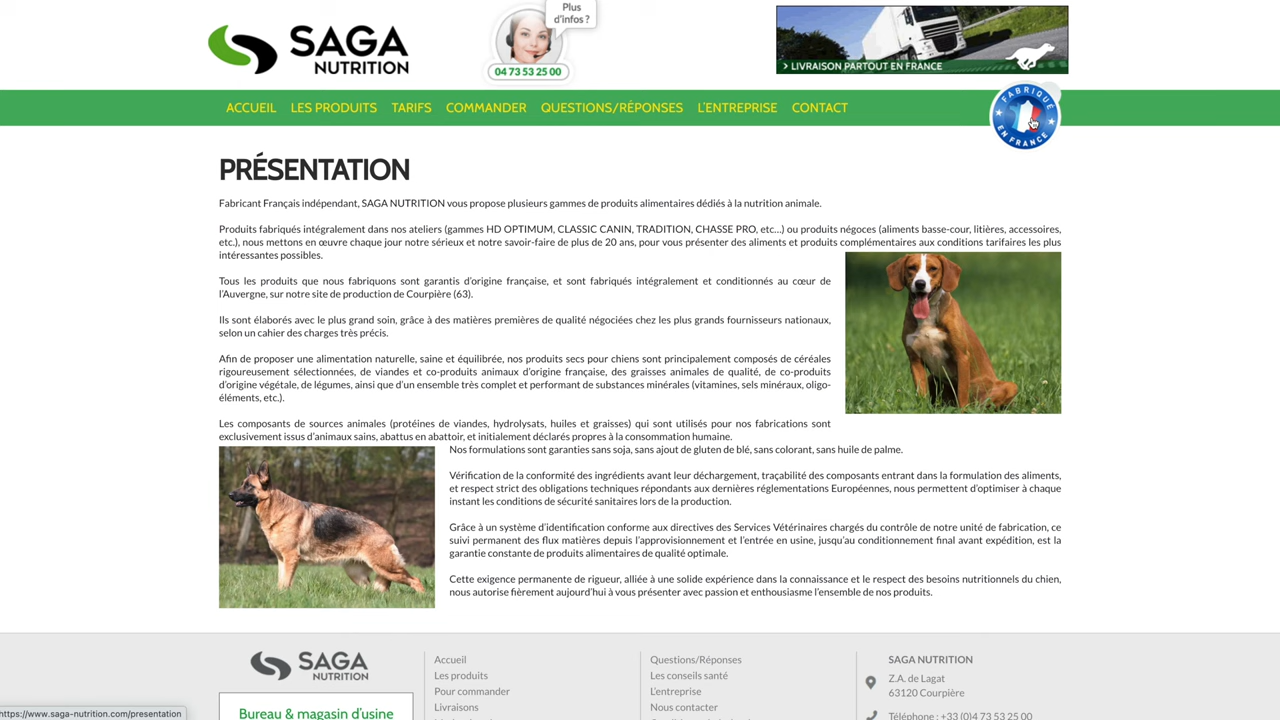 SAGA
NUTRITION
Plus
d'infos ?
04 73 53 25 00
> LIVRAISON PARTOUT EN FRANCE
ACCUEIL LES PRODUITS TARIFS COMMANDER QUESTIONS/RÉPONSES L'ENTREPRISE CONTACT
FABRIQUÉ
EN FRANCE
PRÉSENTATION
Fabricant Français indépendant, SAGA NUTRITION vous propose plusieurs gammes de produits alimentaires dédiés à la nutrition animale.
Produits fabriqués intégralement dans nos ateliers (gammes HD OPTIMUM, CLASSIC CANIN, TRADITION, CHASSE PRO, etc...) ou produits négoces (aliments basse-cour, litières, accessoires,
etc.), nous mettons en œuvre chaque jour notre sérieux et notre savoir-faire de plus de 20 ans, pour vous présenter des aliments et produits complémentaires aux conditions tarifaires les plus
intéressantes possibles.
Tous les produits que nous fabriquons sont garantis d'origine française, et sont fabriqués intégralement et conditionnés au cœur de
l'Auvergne, sur notre site de production de Courpière (63).
Ils sont élaborés avec le plus grand soin, grâce à des matières premières de qualité négociées chez les plus grands fournisseurs nationaux,
selon un cahier des charges très précis.
Afin de proposer une alimentation naturelle, saine et équilibrée, nos produits secs pour chiens sont principalement composés de céréales
rigoureusement sélectionnées, de viandes et co-produits animaux d'origine française, des graisses animales de qualité, de co-produits
d'origine végétale, de légumes, ainsi que d'un ensemble très complet et performant de substances minérales (vitamines, sels minéraux, oligo-
éléments, etc.).
Les composants de sources animales (protéines de viandes, hydrolysats, huiles et graisses) qui sont utilisés pour nos fabrications sont
exclusivement issus d'animaux sains, abattus en abattoir, et initialement déclarés propres à la consommation humaine.
Nos formulations sont garanties sans soja, sans ajout de gluten de blé, sans colorant, sans huile de palme.
Vérification de la conformité des ingrédients avant leur déchargement, traçabilité des composants entrant dans la formulation des aliments,
et respect strict des obligations techniques répondants aux dernières réglementations Européennes, nous permettent d'optimiser à chaque
instant les conditions de sécurité sanitaires lors de la production.
Grâce à un système d'identification conforme aux directives des Services Vétérinaires chargés du contrôle de notre unité de fabrication, ce
suivi permanent des flux matières depuis l'approvisionnement et l'entrée en usine, jusqu'au conditionnement final avant expédition, est la
garantie constante de produits alimentaires de qualité optimale.
Cette exigence permanente de rigueur, alliée à une solide expérience dans la connaissance et le respect des besoins nutritionnels du chien,
nous autorise fièrement aujourd'hui à vous présenter avec passion et enthousiasme l'ensemble de nos produits.
SAGA
NUTRITION
Bureau & magasin d'usine
Accueil
Les produits
Pour commander
Livraisons
Questions/Réponses
Les conseils santé
L'entreprise
Nous contacter
SAGA NUTRITION
Z.A. de Lagat
63120 Courpière
Téléphone : +33 (0)4 73 53 25 00
https://www.saga-nutrition.com/presentation